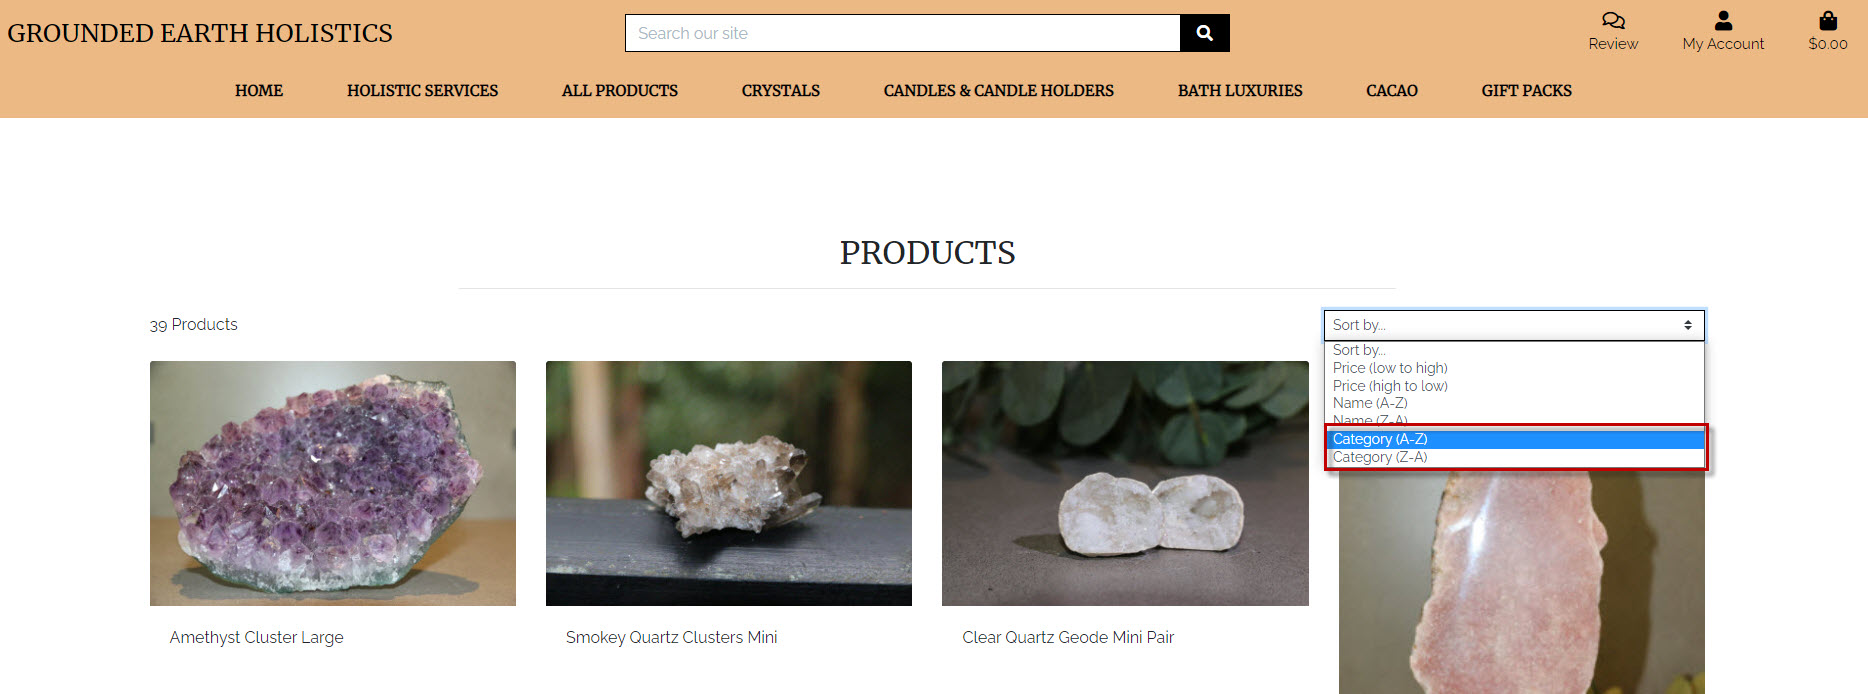 GROUNDED EARTH HOLISTICS
Search our site
Review
My Account
$0.00
HOME
HOLISTIC SERVICES
ALL PRODUCTS
CRYSTALS
CANDLES & CANDLE HOLDERS
BATH LUXURIES
CACAO
GIFT PACKS
PRODUCTS
39 Products
Sort by...
Sort by...
Price (low to high)
Price (high to low)
Name (A-Z)
Name (Z-A)
Category (A-Z)
Category (Z-A)
Amethyst Cluster Large
Smokey Quartz Clusters Mini
Clear Quartz Geode Mini Pair